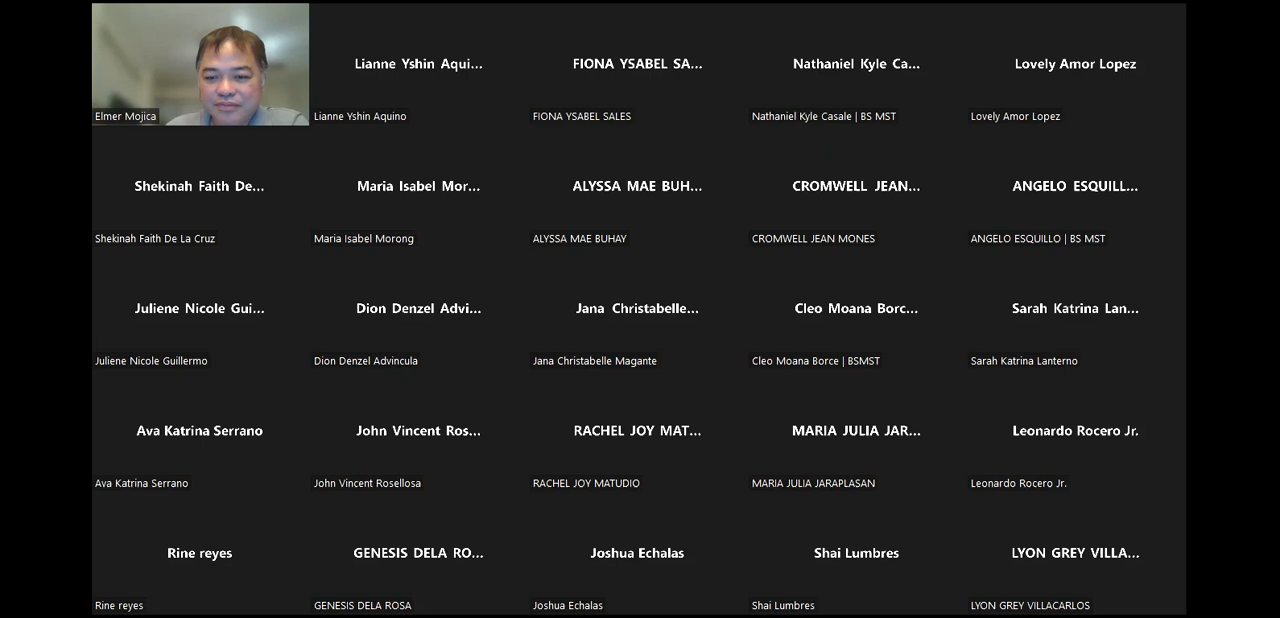 Lianne Yshin Aqui...
FIONA YSABEL SA...
Nathaniel Kyle Ca...
Lovely Amor Lopez
Elmer Mojica
Lianne Yshin Aquino
FIONA YSABEL SALES
Nathaniel Kyle Casale | BS MST
Lovely Amor Lopez
Shekinah Faith De...
Maria Isabel Mor...
ALYSSA MAE BUH...
CROMWELL JEAN...
ANGELO ESQUILL...
Shekinah Faith De La Cruz
Maria Isabel Morong
ALYSSA MAE BUHAY
CROMWELL JEAN MONES
ANGELO ESQUILLO | BS MST
Juliene Nicole Gui...
Dion Denzel Advi...
Jana Christabelle...
Cleo Moana Borc...
Sarah Katrina Lan...
Juliene Nicole Guillermo
Dion Denzel Advincula
Jana Christabelle Magante
Cleo Moana Borce | BSMST
Sarah Katrina Lanterno
Ava Katrina Serrano
John Vincent Ros...
RACHEL JOY MAT...
MARIA JULIA JAR...
Leonardo Rocero Jr.
Ava Katrina Serrano
John Vincent Rosellosa
RACHEL JOY MATUDIO
MARIA JULIA JARAPLASAN
Leonardo Rocero Jr.
Rine reyes
GENESIS DELA RO...
Joshua Echalas
Shai Lumbres
LYON GREY VILLA...
Rine reyes
GENESIS DELA ROSA
Joshua Echalas
Shai Lumbres
LYON GREY VILLACARLOS